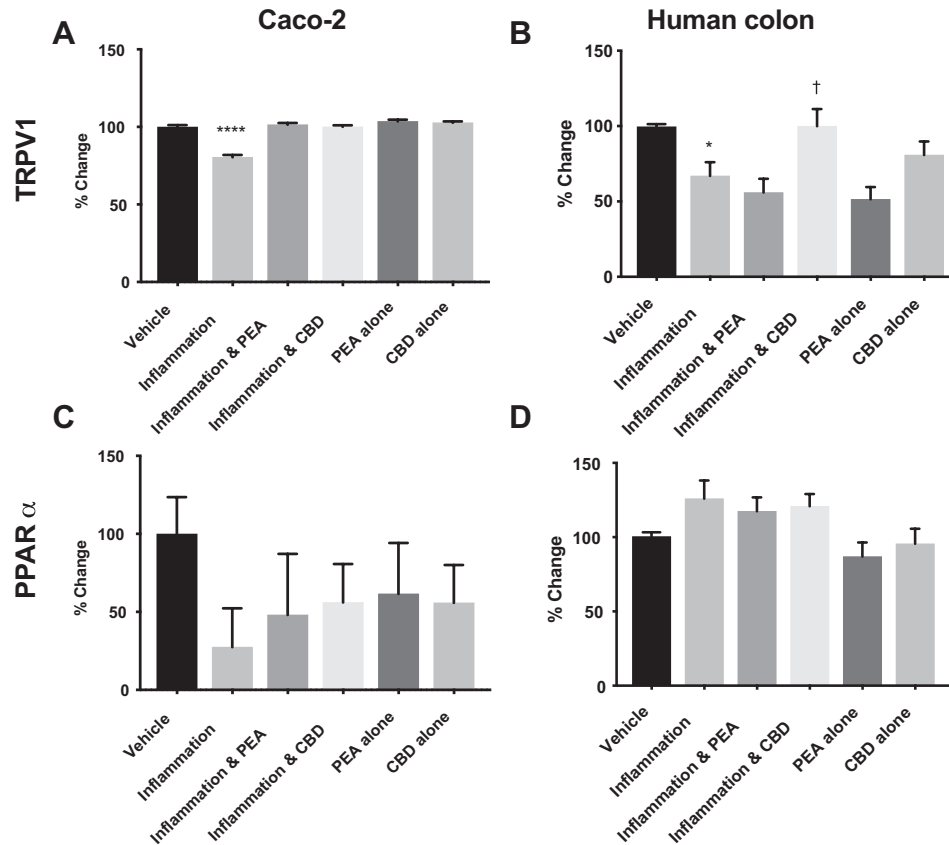 Caco-2
Human colon
A
B
TRPV1
% Change
150
100
50
0
****
Vehicle
Inflammation
Inflammation & PEA
Inflammation & CBD
PEA alone
CBD alone
% Change
150
100
50
0
*
†
Vehicle
Inflammation
Inflammation & PEA
Inflammation & CBD
PEA alone
CBD alone
C
D
PPAR α
% Change
150
100
50
0
Vehicle
Inflammation
Inflammation & PEA
Inflammation & CBD
PEA alone
CBD alone
% Change
150
100
50
0
Vehicle
Inflammation
Inflammation & PEA
Inflammation & CBD
PEA alone
CBD alone